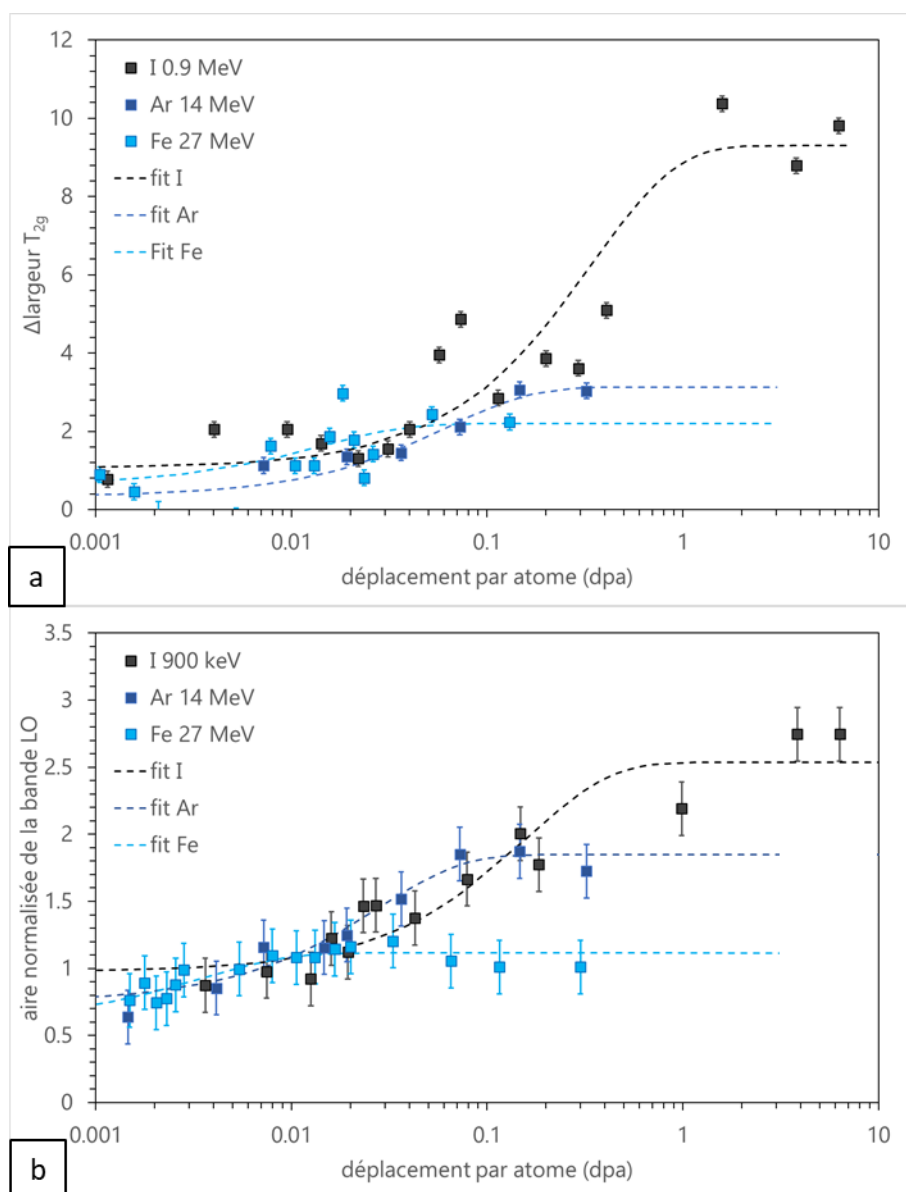 12
10
8
6
4
2
0
Δlargeur T2g
I 0.9 MeV
Ar 14 MeV
Fe 27 MeV
fit I
fit Ar
Fit Fe
0.001
0.01
0.1
1
10
déplacement par atome (dpa)
a
3.5
3
2.5
2
1.5
1
0.5
0
aire normalisée de la bande LO
I 900 keV
Ar 14 MeV
Fe 27 MeV
fit I
fit Ar
fit Fe
0.001
0.01
0.1
1
10
déplacement par atome (dpa)
b